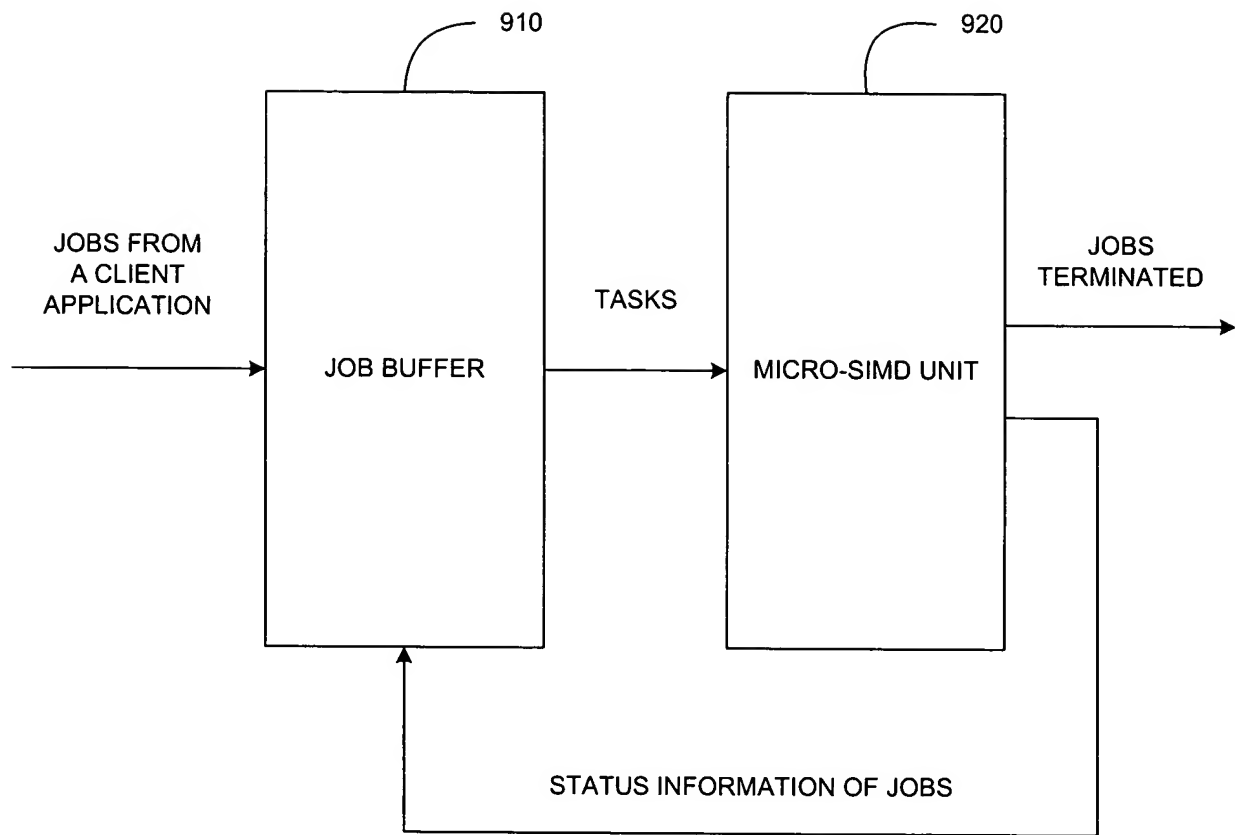 910
920
JOBS FROM
A CLIENT
APPLICATION
JOBS
TERMINATED
TASKS
JOB BUFFER
MICRO-SIMD UNIT
STATUS INFORMATION OF JOBS